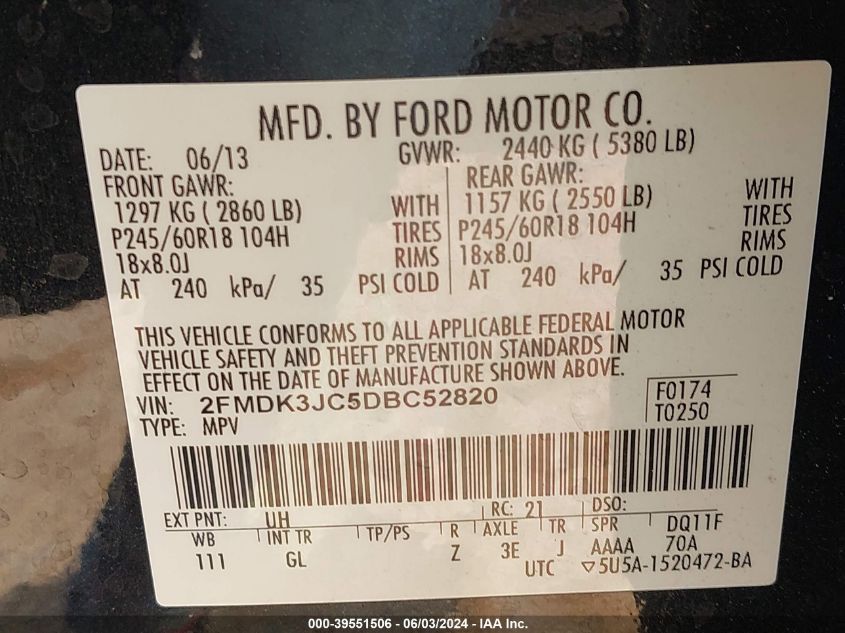 MFD. BY FORD MOTOR CO.
DATE: 06/13 GVWR: 2440 KG ( 5380 LB)
FRONT GAWR: REAR GAWR:
1297 KG ( 2860 LB) WITH 1157 KG ( 2550 LB) WITH
P245/60R18 104H TIRES P245/60R18 104H TIRES
18x8.0J RIMS 18x8.0J RIMS
AT 240 kPa/ 35 PSI COLD AT 240 kPa/ 35 PSI COLD
THIS VEHICLE CONFORMS TO ALL APPLICABLE FEDERAL MOTOR
VEHICLE SAFETY AND THEFT PREVENTION STANDARDS IN
EFFECT ON THE DATE OF MANUFACTURE SHOWN ABOVE.
VIN: 2FMDK3JC5DBC52820 F0174
TYPE: MPV T0250
EXT PNT: UH RC: 21 DSO:
WB INT TR TP/PS R AXLE TR SPR DQ11F
111 GL Z 3E J AAAA 70A
UTC ▽5U5A-1520472-BA
000-39551506 - 06/03/2024 - IAA Inc.